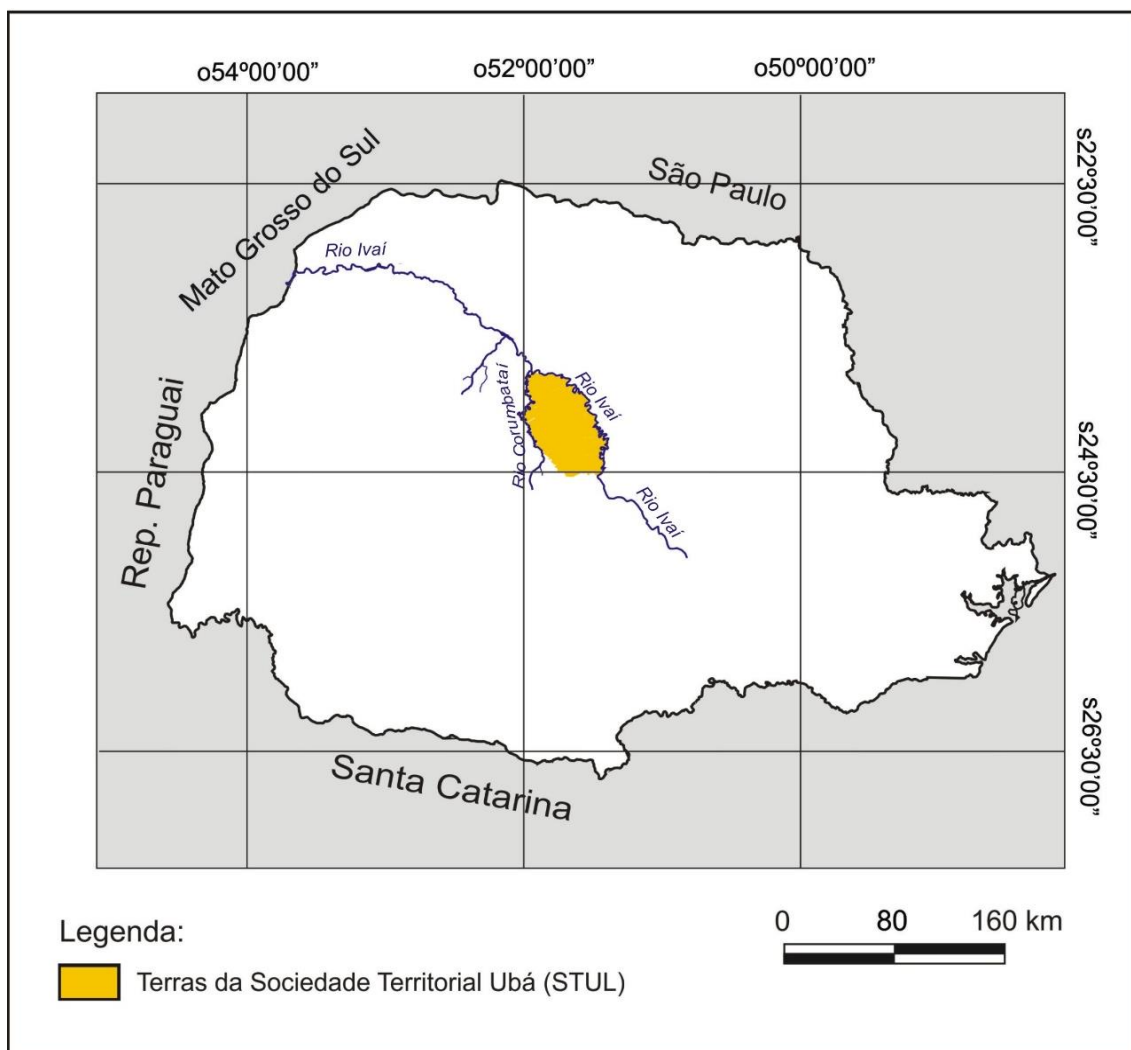 o54º00’00”
o52º00’00”
o50º00’00”
s22º30’00”
São Paulo
Mato Grosso do Sul
Rio Ivaí
Rio Ivaí
Rio Corumbataí
Rep. Paraguai
s24º30’00”
Rio Ivaí
s26º30’00”
Santa Catarina
Legenda:
0 80 160 km
Terras da Sociedade Territorial Ubá (STUL)